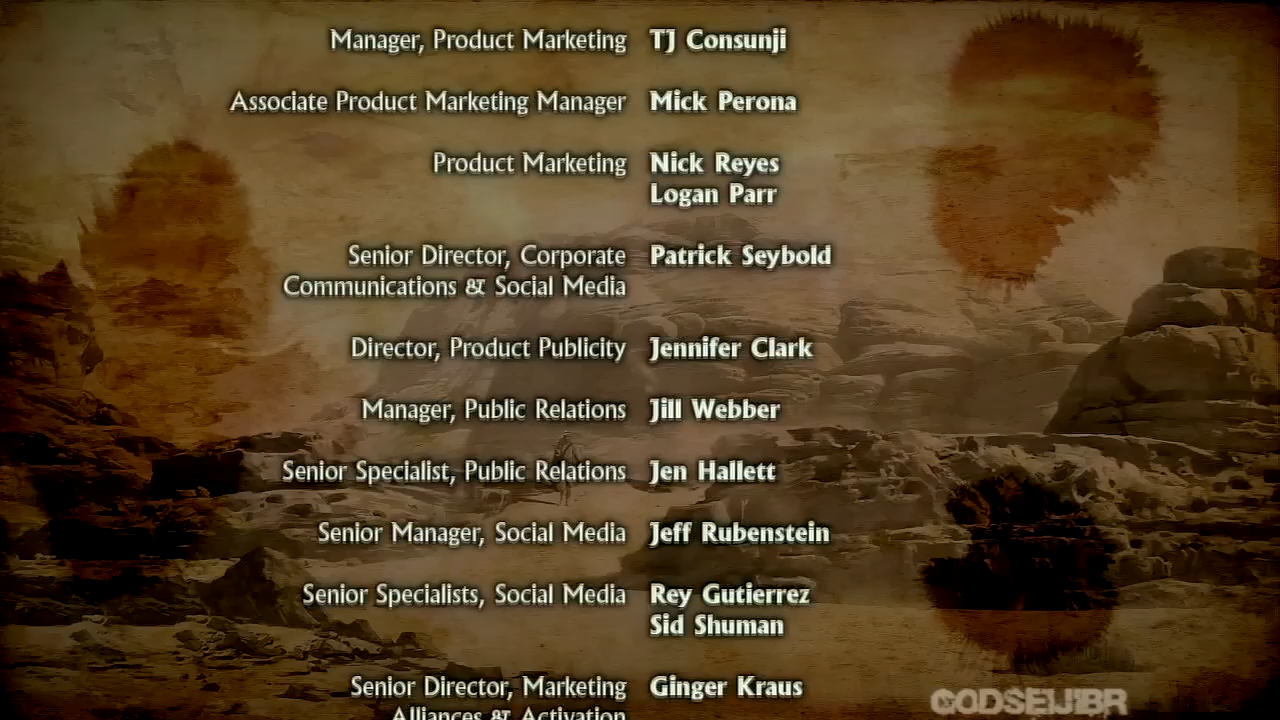 Manager, Product Marketing TJ Consunji
Associate Product Marketing Manager Mick Perona
Product Marketing Nick Reyes
Logan Parr
Senior Director, Corporate Patrick Seybold
Communications & Social Media
Director, Product Publicity Jennifer Clark
Manager, Public Relations Jill Webber
Senior Specialist, Public Relations Jen Hallett
Senior Manager, Social Media Jeff Rubenstein
Senior Specialists, Social Media Rey Gutierrez
Sid Shuman
Senior Director, Marketing Ginger Kraus
Alliances & Activation